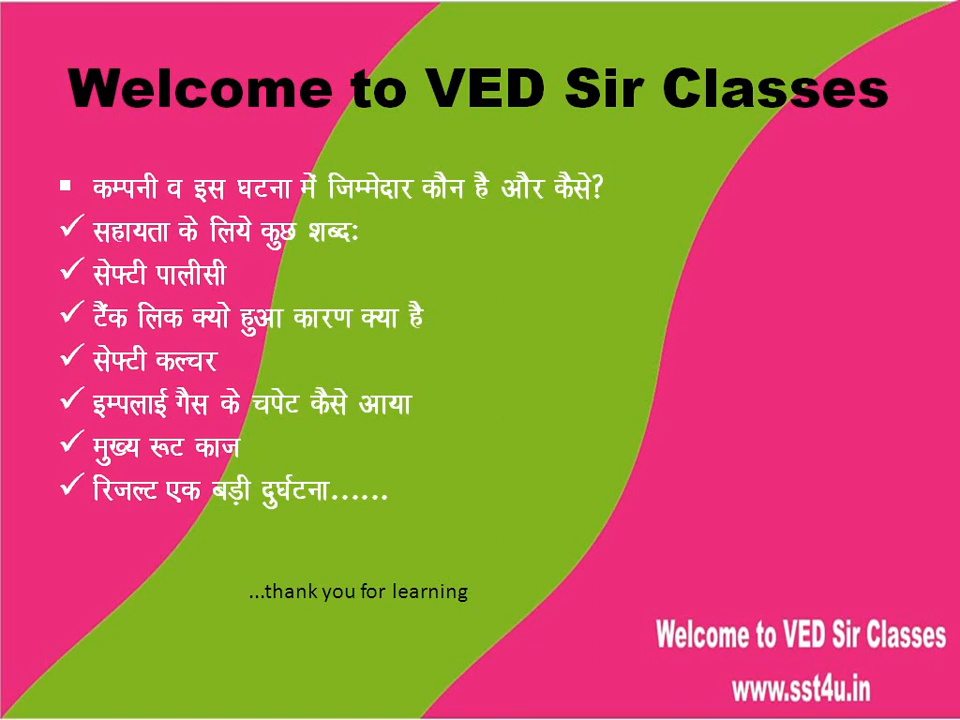 Welcome to VED Sir Classes
▪ कम्पनी व इस घटना में जिम्मेदार कौन है और कैसे?
✓ सहायता के लिये कुछ शब्दः
✓ सेफ्टी पालीसी
✓ टैंक लिक क्यो हुआ कारण क्या है
✓ सेफ्टी कल्चर
✓ इम्पलाई गैस के चपेट कैसे आया
✓ मुख्य रूट काज
✓ रिजल्ट एक बड़ी दुर्घटना......
...thank you for learning
Welcome to VED Sir Classes
www.sst4u.in